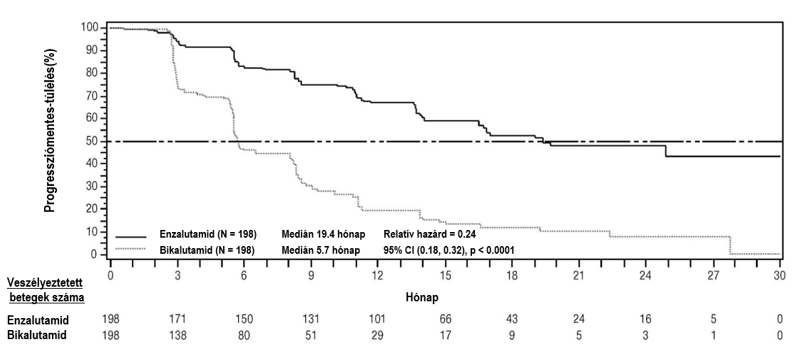 Progressziómentes-túlélés(%)
100
90
80
70
60
50
40
30
20
10
0
Enzalutamid (N = 198) Medián 19.4 hónap Relatív hazárd = 0.24
Bikalutamid (N = 198) Medián 5.7 hónap 95% CI (0.18, 0.32), p < 0.0001
0 3 6 9 12 15 18 21 24 27 30
Hónap
Veszélyeztetett
betegek száma
Enzalutamid 198 171 150 131 101 66 43 24 16 5 0
Bikalutamid 198 138 80 51 29 17 9 5 3 1 0